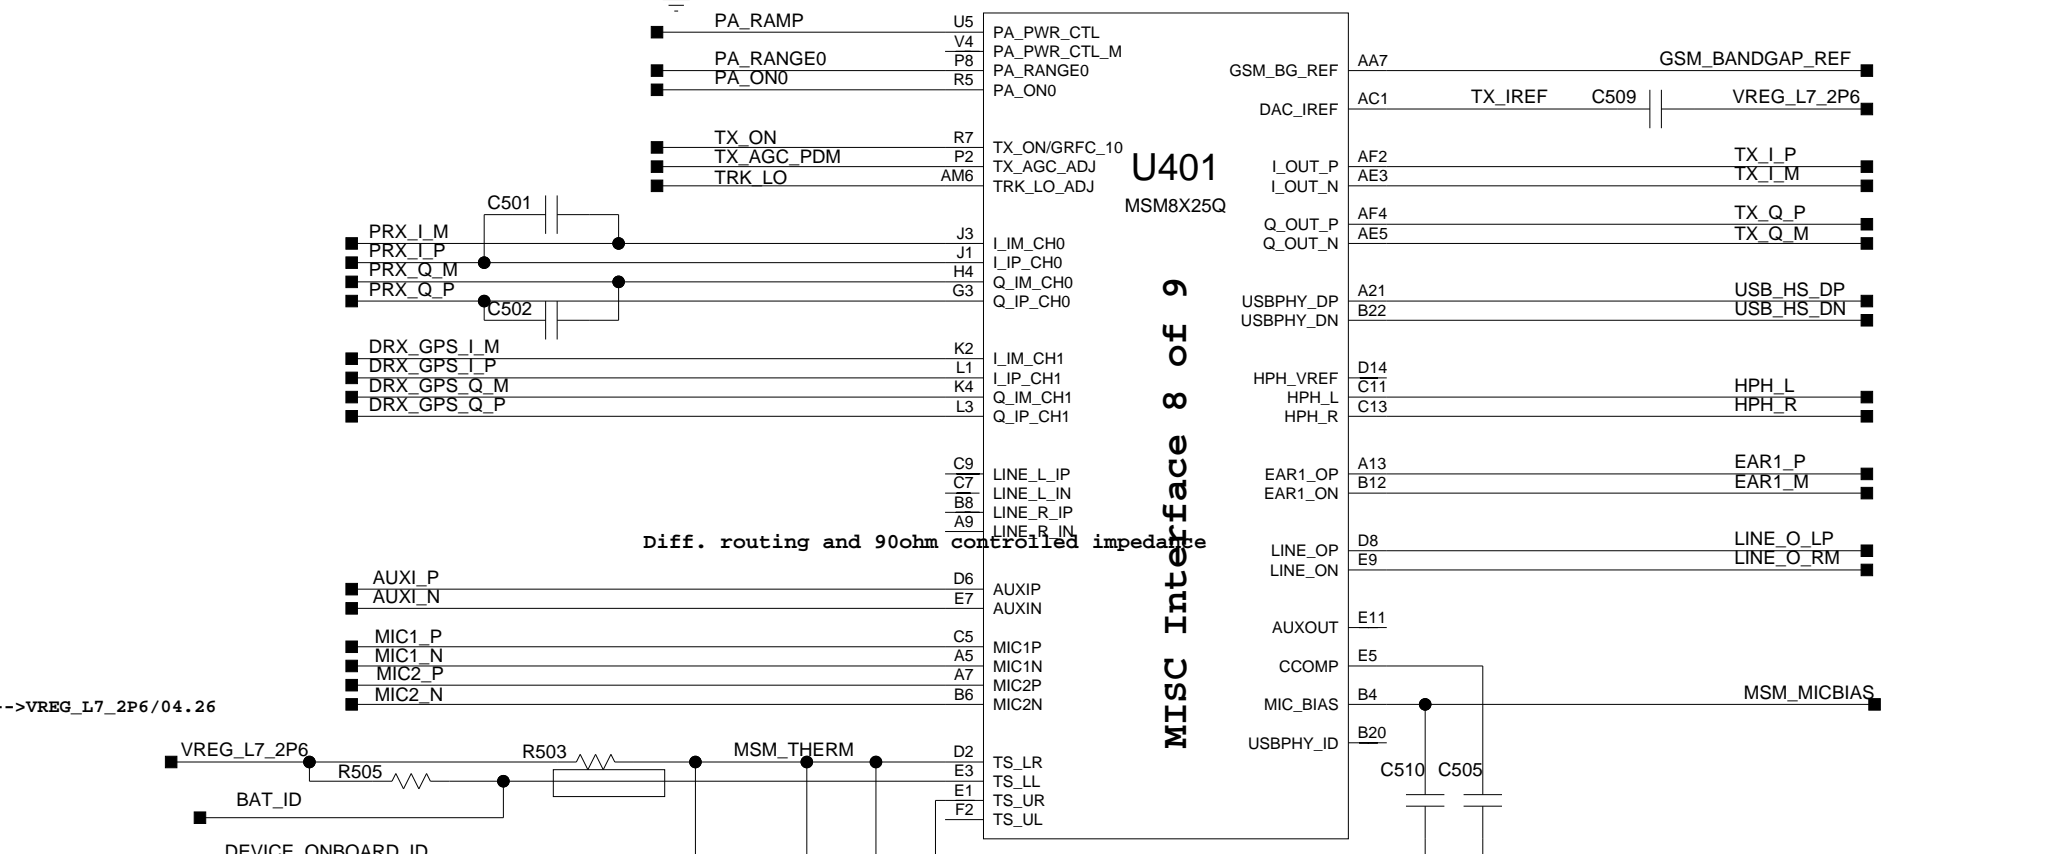 PA_RAMP U5 PA_PWR_CTL
V4 PA_PWR_CTL_M
PA_RANGE0 P8 PA_RANGE0
PA_ON0 R5 PA_ON0
TX_ON R7 TX_ON/GRFC_10
TX_AGC_PDM P2 TX_AGC_ADJ
TRK_LO AM6 TRK_LO_ADJ
C501
PRX_I_M J3 I_IM_CH0
PRX_I_P J1 I_IP_CH0
PRX_Q_M H4 Q_IM_CH0
PRX_Q_P G3 Q_IP_CH0
C502
DRX_GPS_I_M K2 I_IM_CH1
DRX_GPS_I_P L1 I_IP_CH1
DRX_GPS_Q_M K4 Q_IM_CH1
DRX_GPS_Q_P L3 Q_IP_CH1
C9 LINE_L_IP
C7 LINE_L_IN
B8 LINE_R_IP
A9 LINE_R_IN
Diff. routing and 90ohm controlled impedance
AUXI_P D6 AUXIP
AUXI_N E7 AUXIN
MIC1_P C5 MIC1P
MIC1_N A5 MIC1N
MIC2_P A7 MIC2P
MIC2_N B6 MIC2N
-->VREG_L7_2P6/04.26
VREG_L7_2P6 R503 MSM_THERM D2 TS_LR
R505 E3 TS_LL
BAT_ID E1 TS_UR
F2 TS_UL
DEVICE_ONBOARD_ID
U401
MSM8X25Q
MISC Interface 8 of 9
GSM_BG_REF AA7 GSM_BANDGAP_REF
DAC_IREF AC1 TX_IREF C509 VREG_L7_2P6
I_OUT_P AF2 TX_I_P
I_OUT_N AE3 TX_I_M
Q_OUT_P AF4 TX_Q_P
Q_OUT_N AE5 TX_Q_M
USBPHY_DP A21 USB_HS_DP
USBPHY_DN B22 USB_HS_DN
HPH_VREF D14
HPH_L C11 HPH_L
HPH_R C13 HPH_R
EAR1_OP A13 EAR1_P
EAR1_ON B12 EAR1_M
LINE_OP D8 LINE_O_LP
LINE_ON E9 LINE_O_RM
AUXOUT E11
CCOMP E5
MIC_BIAS B4 MSM_MICBIAS
USBPHY_ID B20
C510 C505